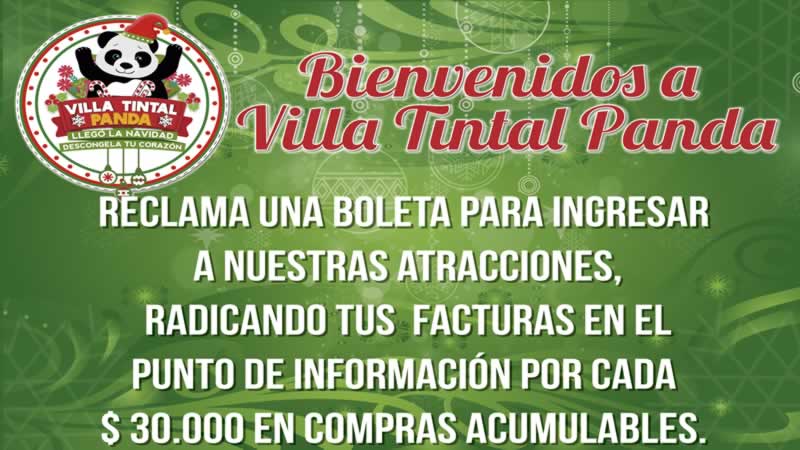 VILLA TINTAL
PANDA
LLEGÓ LA NAVIDAD
DESCONGELA TU CORAZÓN
Bienvenidos a
Villa Tintal Panda
RECLAMA UNA BOLETA PARA INGRESAR
A NUESTRAS ATRACCIONES,
RADICANDO TUS FACTURAS EN EL
PUNTO DE INFORMACIÓN POR CADA
$ 30.000 EN COMPRAS ACUMULABLES.